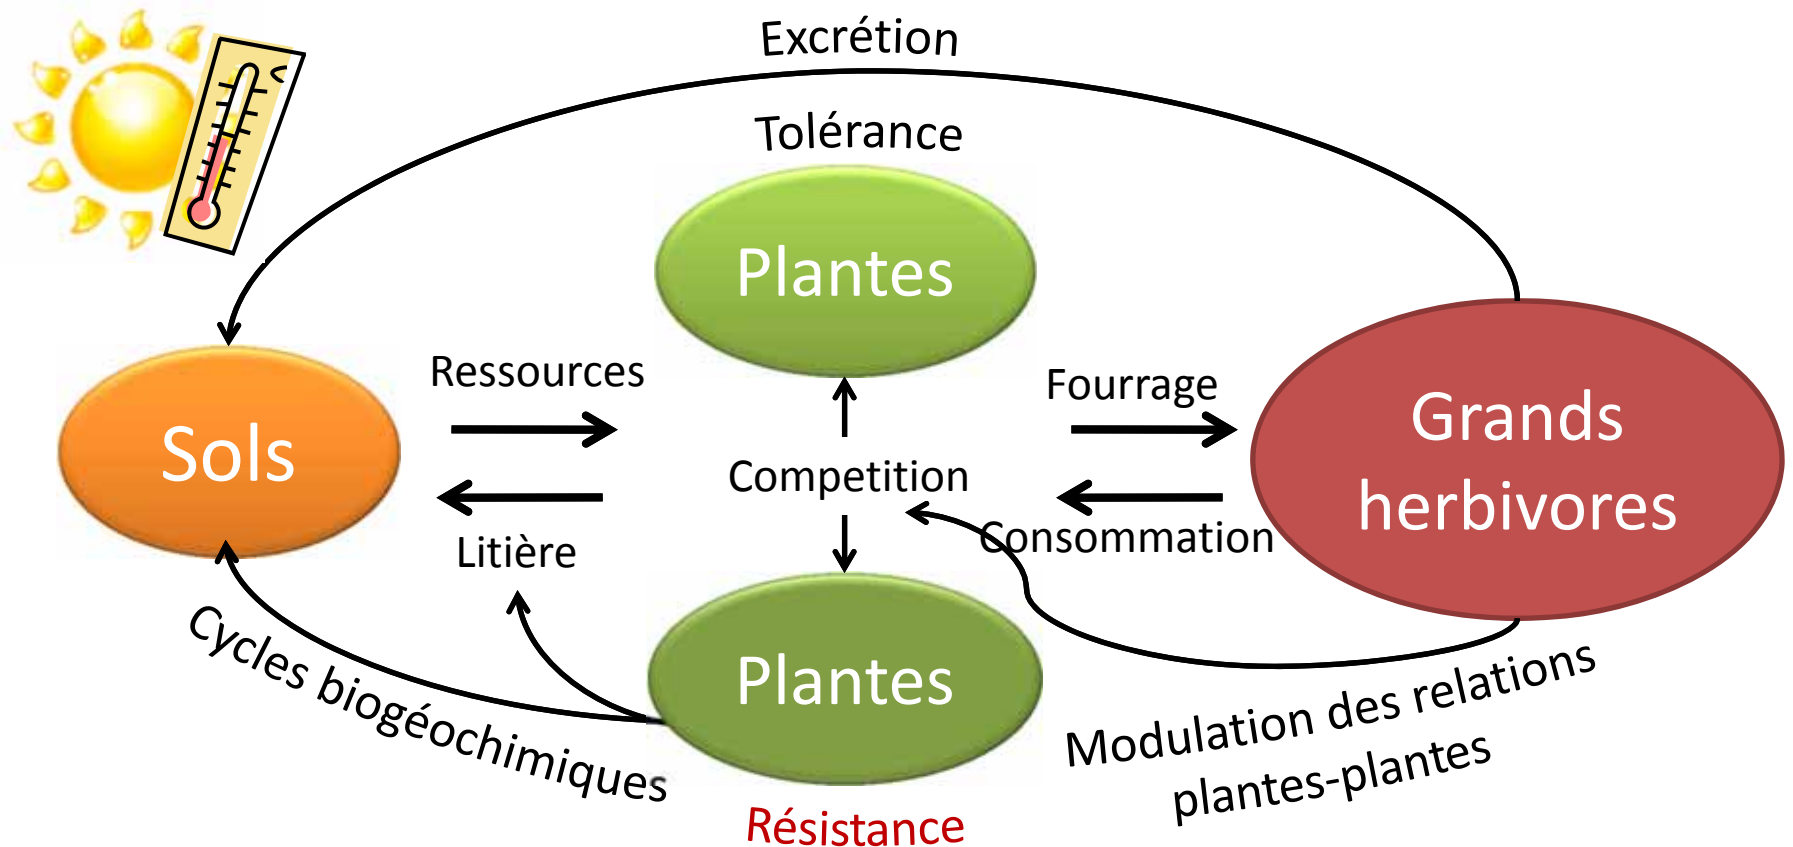 Excrétion
Tolérance
Plantes
Ressources
Fourrage
Sols
Grands
herbivores
Competition
Litière
Consommation
Cycles biogéochimiques
Plantes
Modulation des relations
plantes-plantes
Résistance